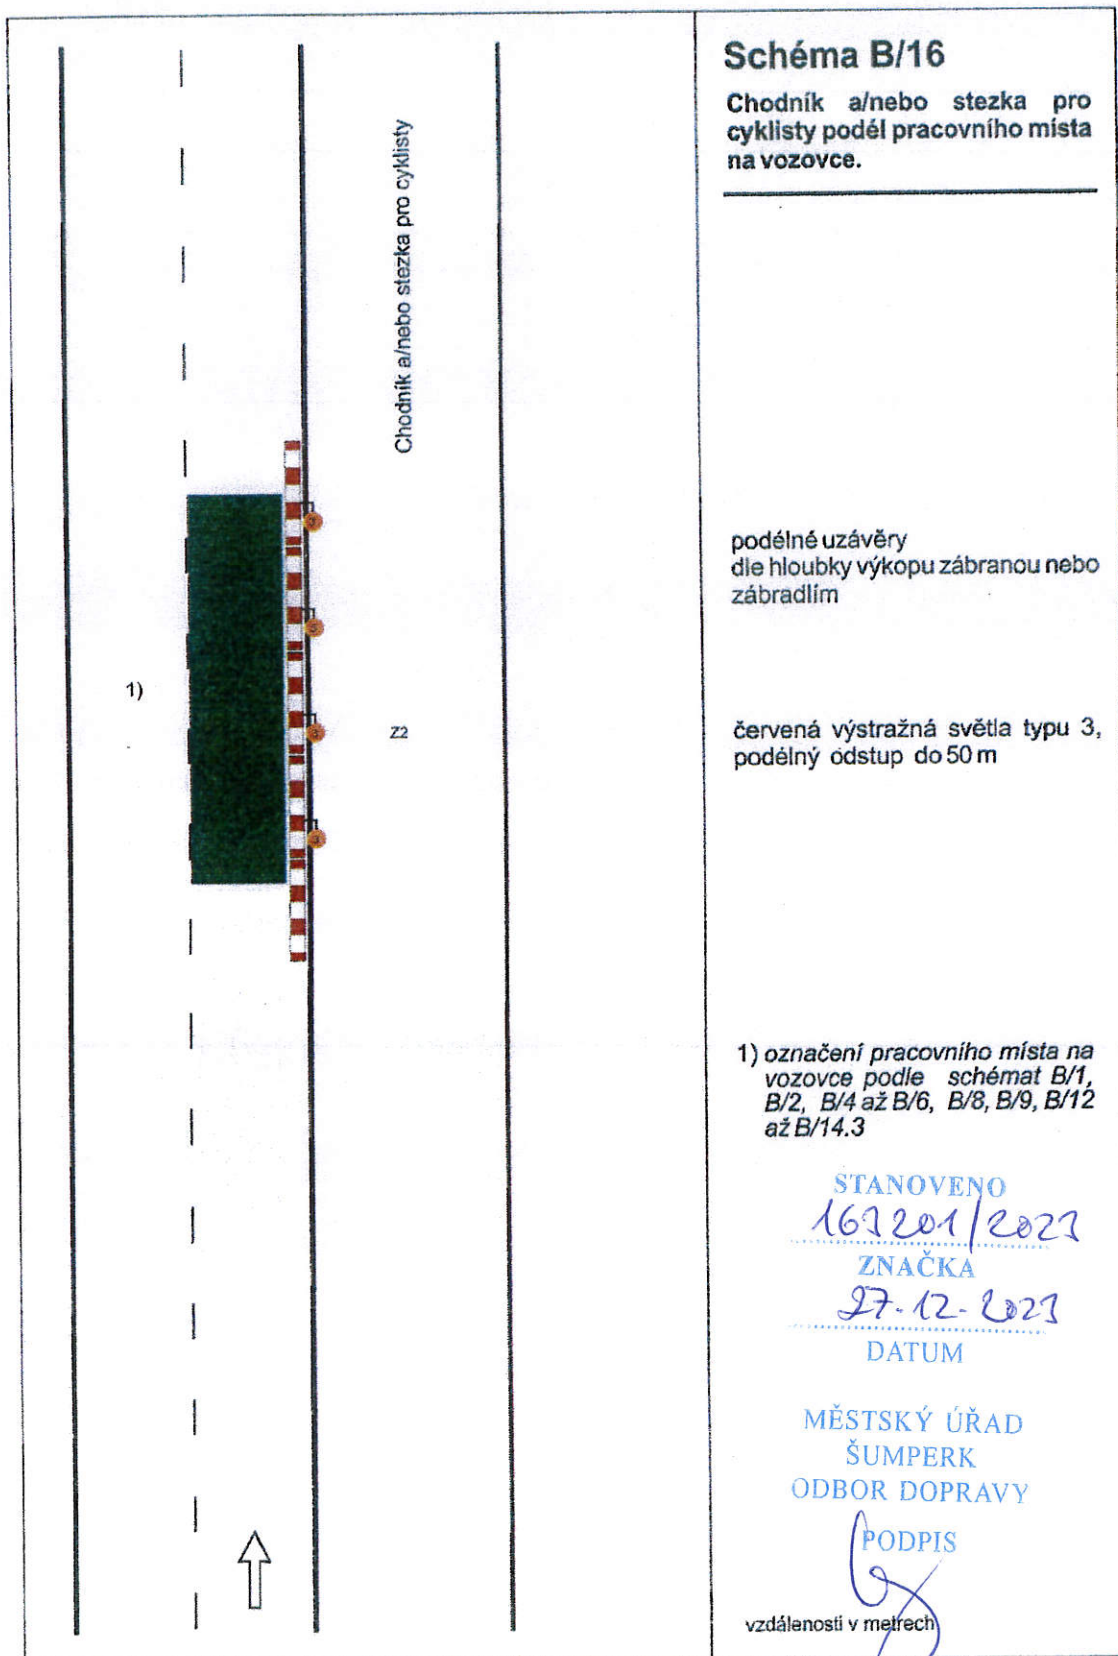 Schéma B/16
Chodník a/nebo stezka pro
cyklisty podél pracovního místa
na vozovce.
Chodník a/nebo stezka pro cyklisty
podélné uzávěry
dle hloubky výkopu zábranou nebo
zábradlím
1)
Z2
červená výstražná světla typu 3,
podélný odstup do 50 m
1) označení pracovního místa na
vozovce podle schémat B/1,
B/2, B/4 až B/6, B/8, B/9, B/12
až B/14.3
STANOVENO
163201/2023
ZNAČKA
27-12-2023
DATUM
MĚSTSKÝ ÚŘAD
ŠUMPERK
ODBOR DOPRAVY
PODPIS
vzdálenosti v metrech